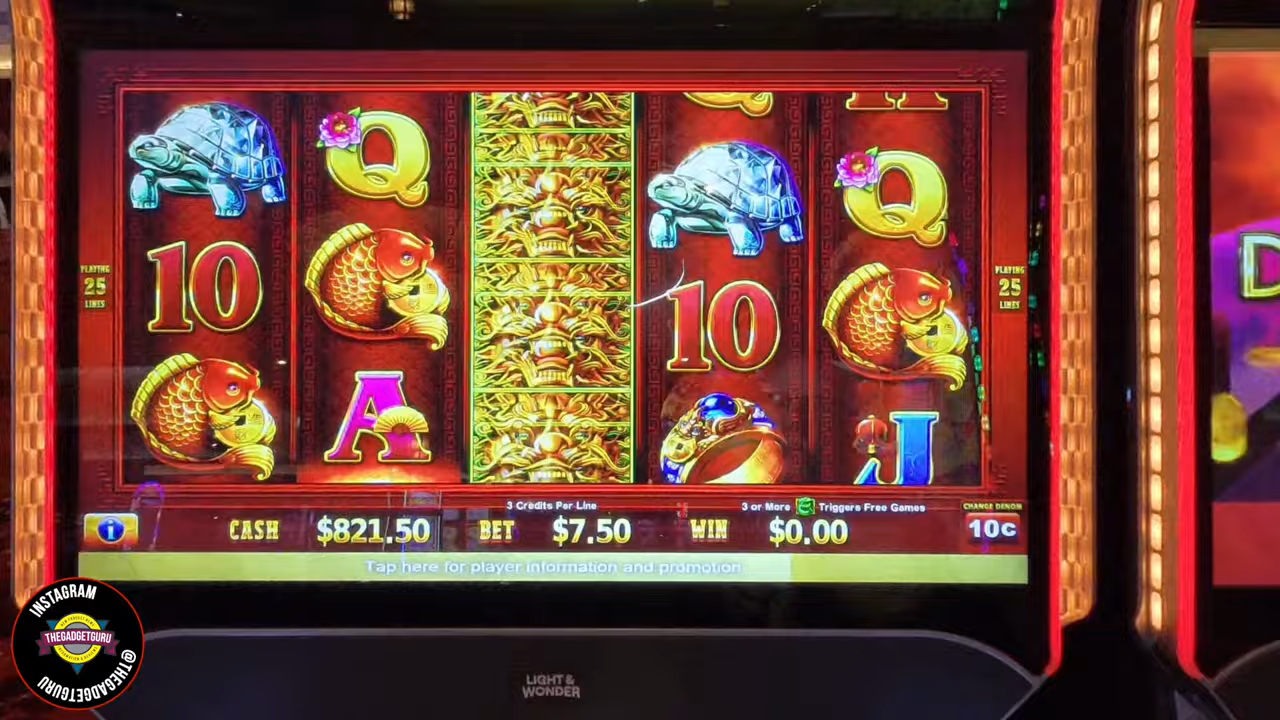 Q
Q
10
10
A
J
PLAYING
25
LINES
PLAYING
25
LINES
3 Credits Per Line
3 or More Triggers Free Games
CHANGE DENOM
CASH $821.50 BET $7.50 WIN $0.00 10¢
Tap here for player information and promotion
LIGHT &
WONDER
INSTAGRAM
THEGADGETGURU
@THEGADGETGURU